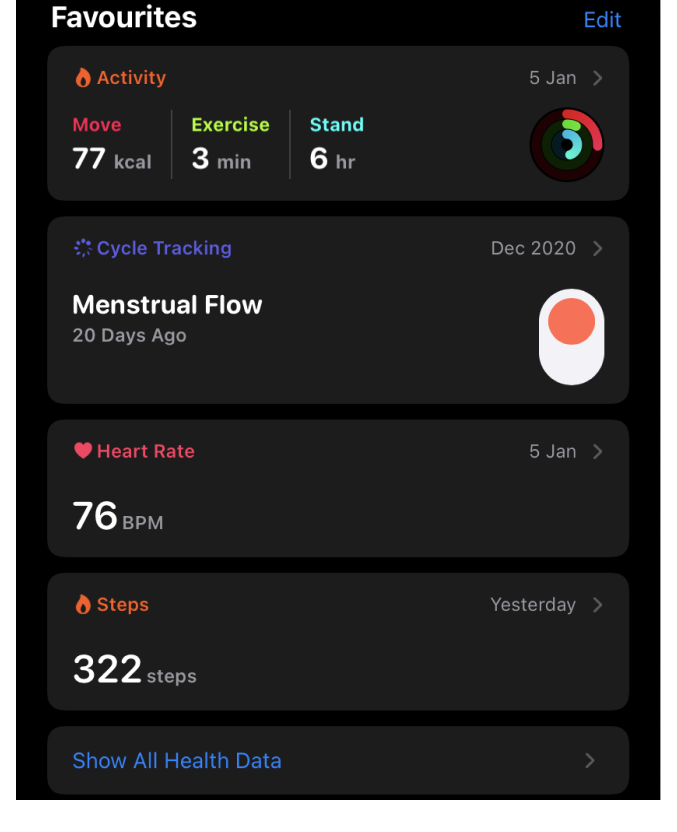 Favourites Edit
Activity 5 Jan
Move Exercise Stand
77 kcal 3 min 6 hr
Cycle Tracking Dec 2020
Menstrual Flow
20 Days Ago
Heart Rate 5 Jan
76 BPM
Steps Yesterday
322 steps
Show All Health Data